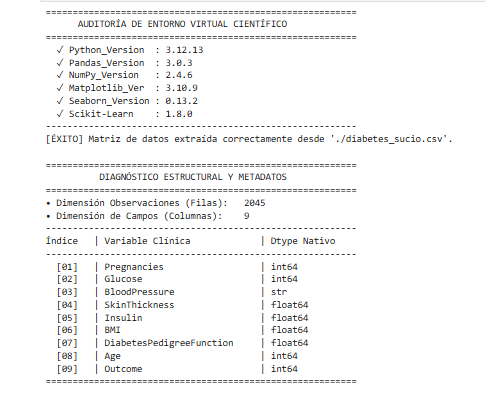 ==========================================================
AUDITORÍA DE ENTORNO VIRTUAL CIENTÍFICO
==========================================================
✓ Python_Version : 3.12.13
✓ Pandas_Version : 3.0.3
✓ NumPy_Version : 2.4.6
✓ Matplotlib_Ver : 3.10.9
✓ Seaborn_Version : 0.13.2
✓ Scikit-Learn : 1.8.0
----------------------------------------------------------
[ÉXITO] Matriz de datos extraída correctamente desde './diabetes_sucio.csv'.
==========================================================
DIAGNÓSTICO ESTRUCTURAL Y METADATOS
==========================================================
• Dimensión Observaciones (Filas): 2045
• Dimensión de Campos (Columnas): 9
----------------------------------------------------------
Índice | Variable Clínica | Dtype Nativo
----------------------------------------------------------
[01] | Pregnancies | int64
[02] | Glucose | int64
[03] | BloodPressure | str
[04] | SkinThickness | float64
[05] | Insulin | float64
[06] | BMI | float64
[07] | DiabetesPedigreeFunction | float64
[08] | Age | int64
[09] | Outcome | int64
==========================================================